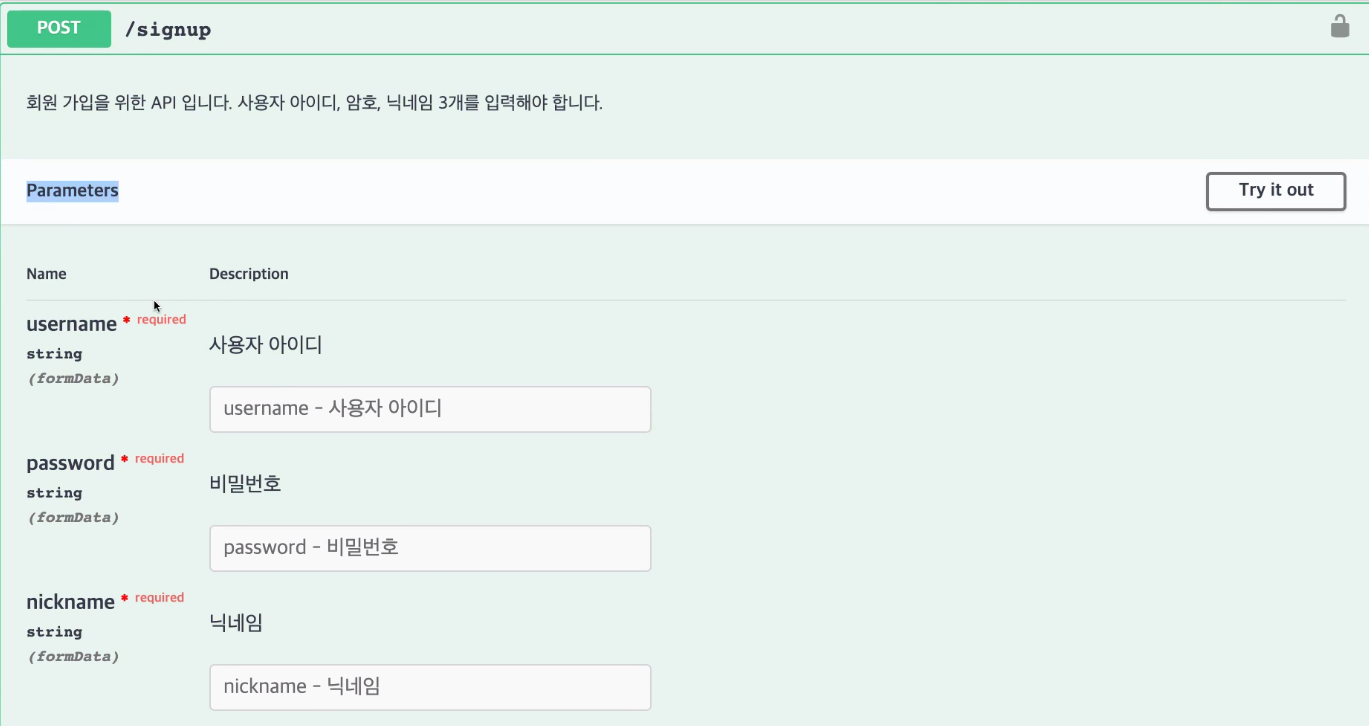 POST /signup
회원 가입을 위한 API 입니다. 사용자 아이디, 암호, 닉네임 3개를 입력해야 합니다.
Parameters
Try it out
Name Description
username * required
string
(formData)
사용자 아이디
username - 사용자 아이디
password * required
string
(formData)
비밀번호
password - 비밀번호
nickname * required
string
(formData)
닉네임
nickname - 닉네임